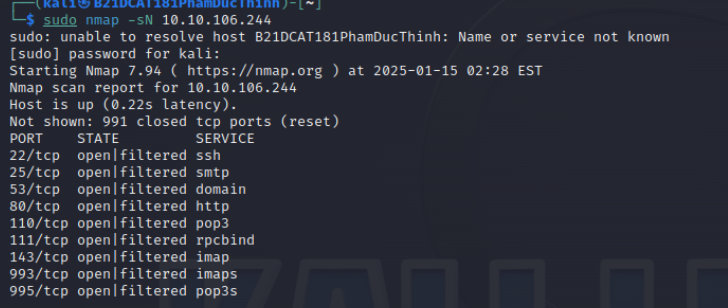 (kali㉿B21DCAT181PhamDucThinh)-[~]
└─$ sudo nmap -sN 10.10.106.244
sudo: unable to resolve host B21DCAT181PhamDucThinh: Name or service not known
[sudo] password for kali:
Starting Nmap 7.94 ( https://nmap.org ) at 2025-01-15 02:28 EST
Nmap scan report for 10.10.106.244
Host is up (0.22s latency).
Not shown: 991 closed tcp ports (reset)
PORT    STATE         SERVICE
22/tcp  open|filtered ssh
25/tcp  open|filtered smtp
53/tcp  open|filtered domain
80/tcp  open|filtered http
110/tcp open|filtered pop3
111/tcp open|filtered rpcbind
143/tcp open|filtered imap
993/tcp open|filtered imaps
995/tcp open|filtered pop3s